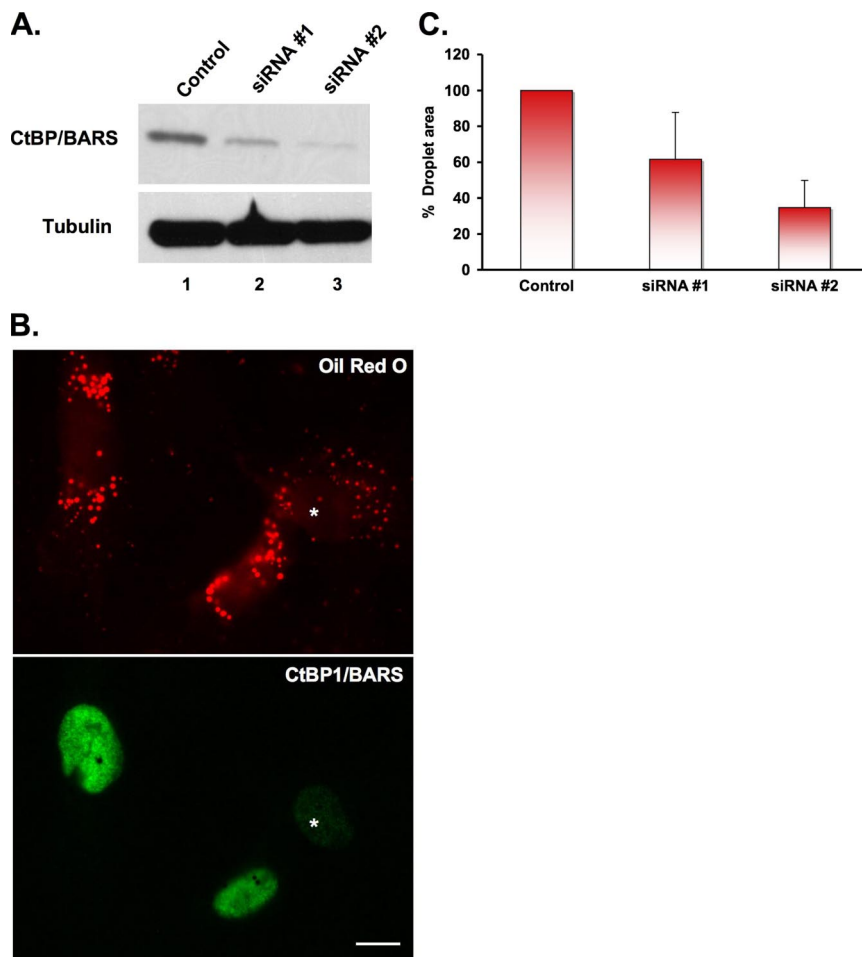 A.
Control
siRNA #1
siRNA #2
CtBP/BARS
Tubulin
1 2 3
B.
Oil Red O
*
CtBP1/BARS
*
C.
% Droplet area
120
100
80
60
40
20
0
Control siRNA #1 siRNA #2